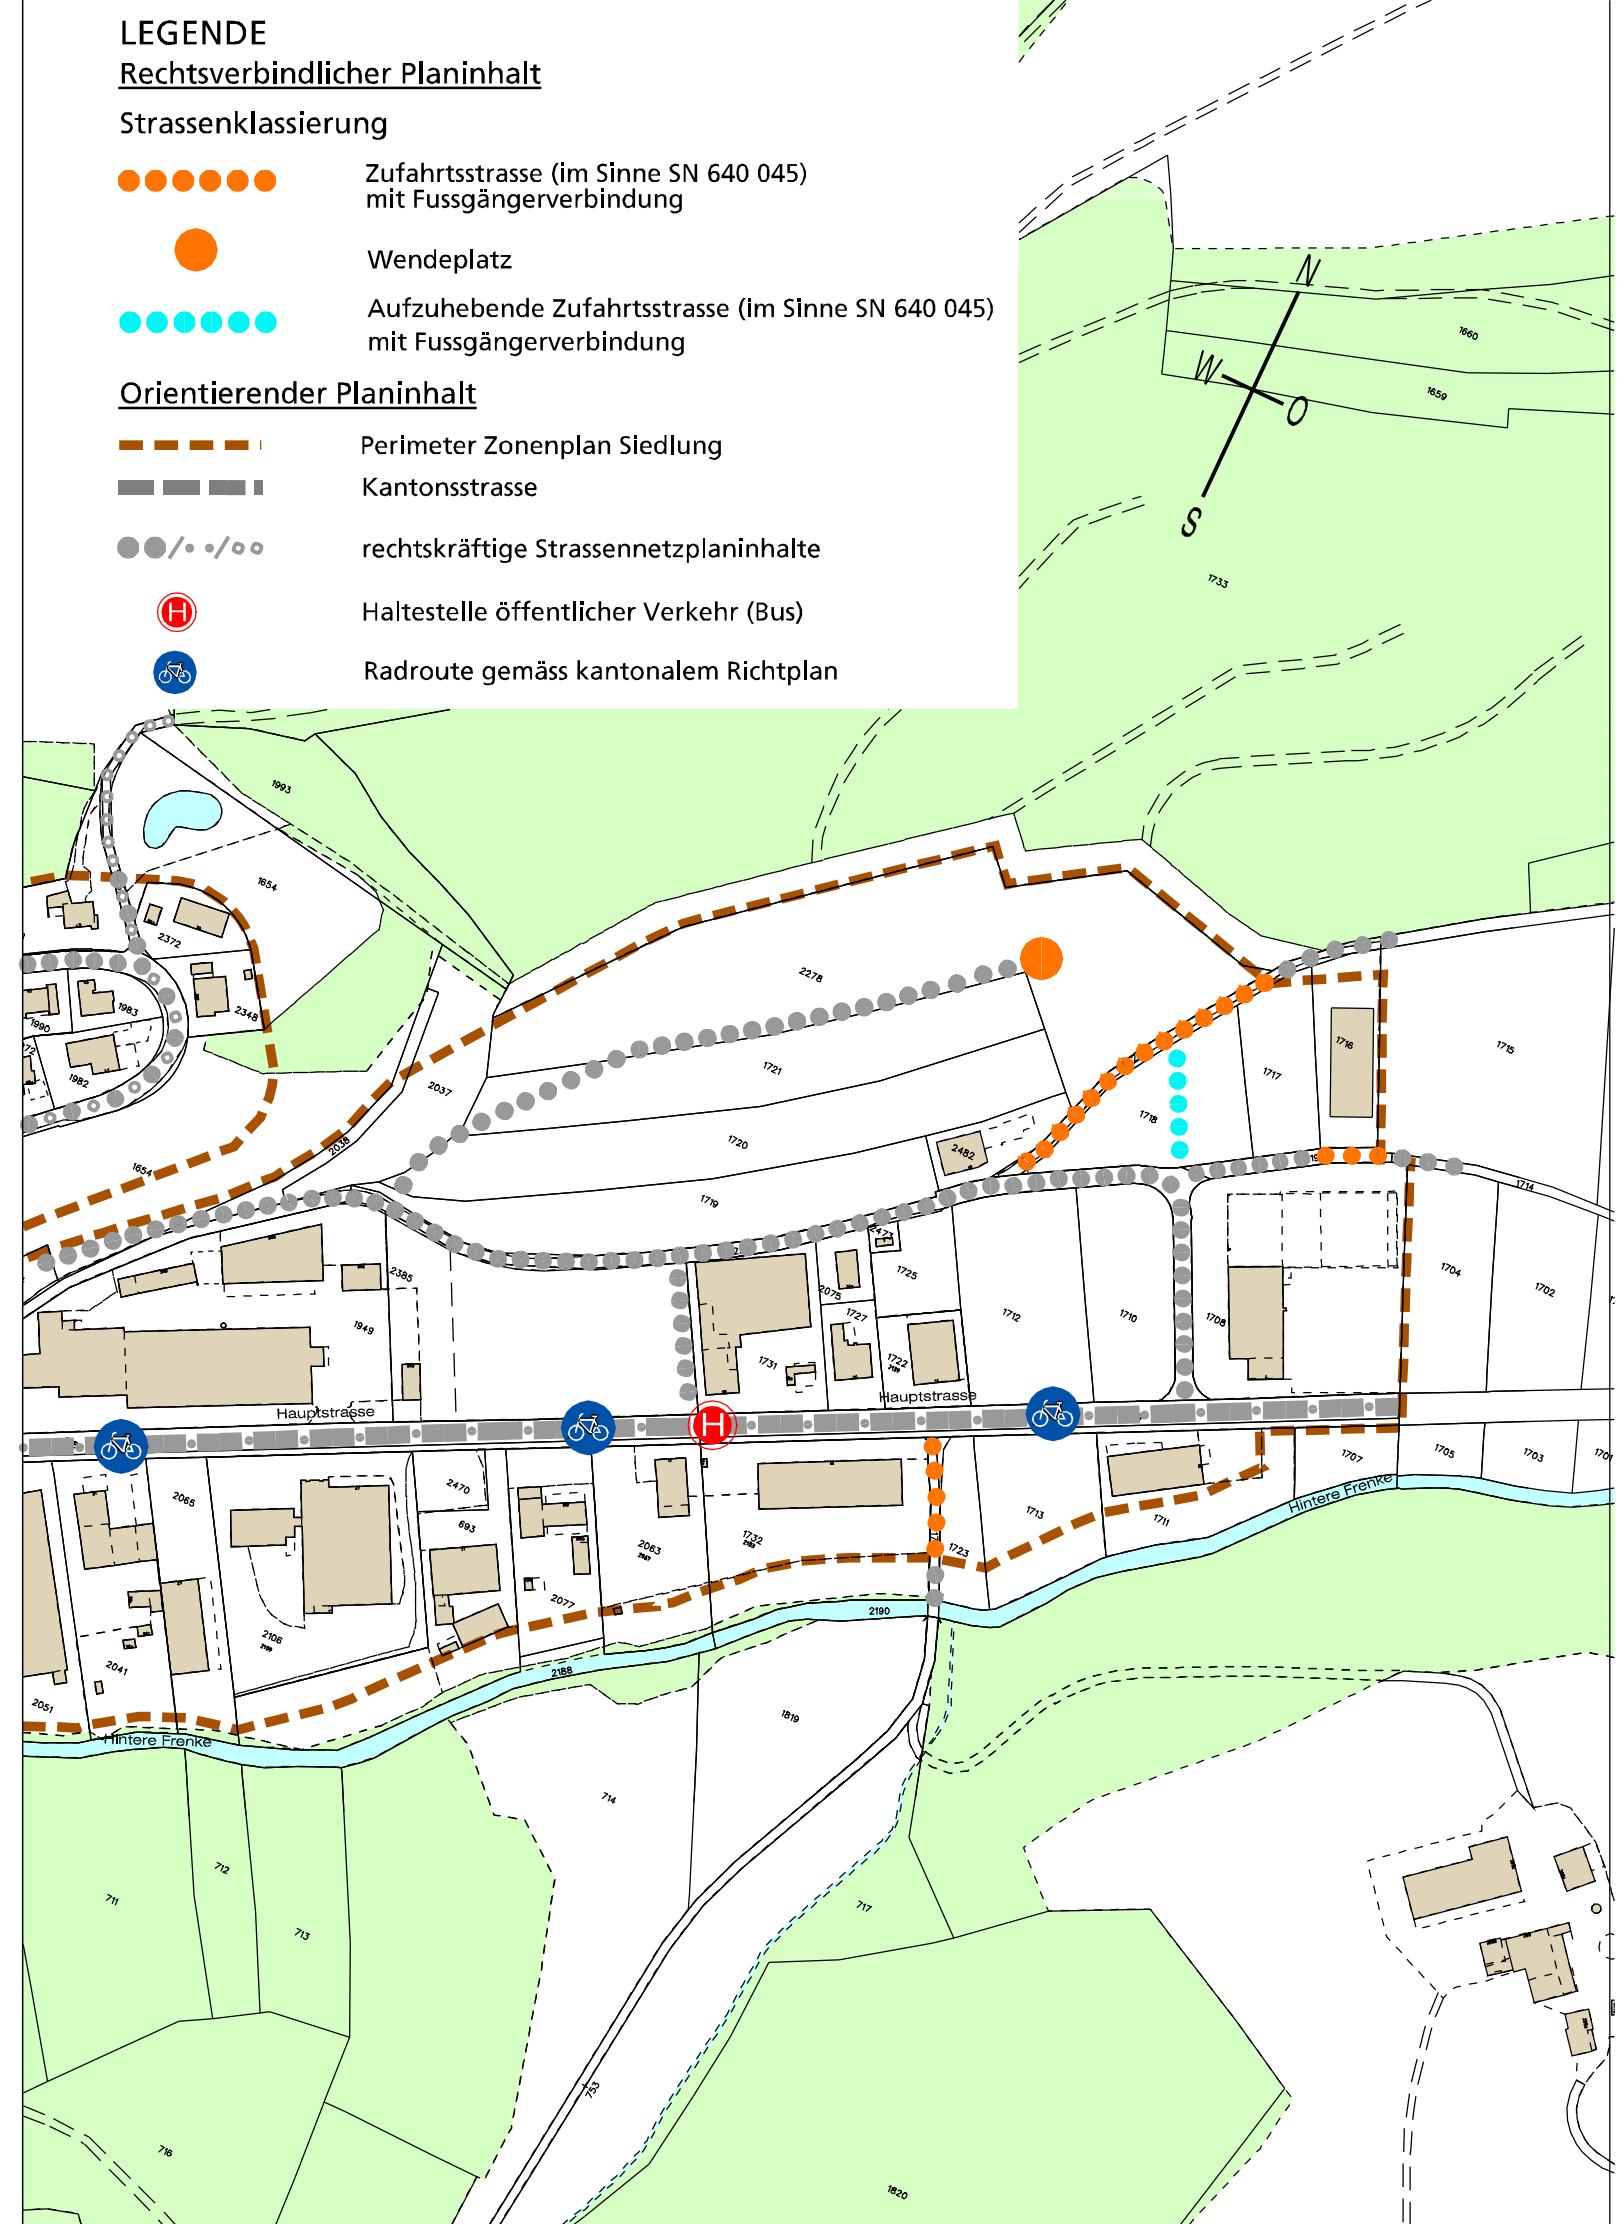 LEGENDE
Rechtsverbindlicher Planinhalt
Strassenklassierung
Zufahrtsstrasse (im Sinne SN 640 045)
mit Fussgängerverbindung
Wendeplatz
Aufzuhebende Zufahrtsstrasse (im Sinne SN 640 045)
mit Fussgängerverbindung
Orientierender Planinhalt
Perimeter Zonenplan Siedlung
Kantonsstrasse
rechtskräftige Strassennetzplaninhalte
H
Haltestelle öffentlicher Verkehr (Bus)
Radroute gemäss kantonalem Richtplan
N
W
O
S
1660
1659
1733
1993
1654
2372
2278
1983
2348
1990
1716
1715
1721
1717
1982
2037
1718
1720
2038
2482
1654
1719
1714
2473
1725
2385
1704
1702
2075
1949
1727
1712
1710
1708
1731
1722
Hauptstrasse
Hauptstrasse
H
1707
1705
1703
1701
2470
2065
Hintere Frenke
693
1713
1711
1732
2063
1723
2077
2190
2106
2188
2041
2051
1819
Hintere Frenke
714
712
711
713
717
753
716
1820